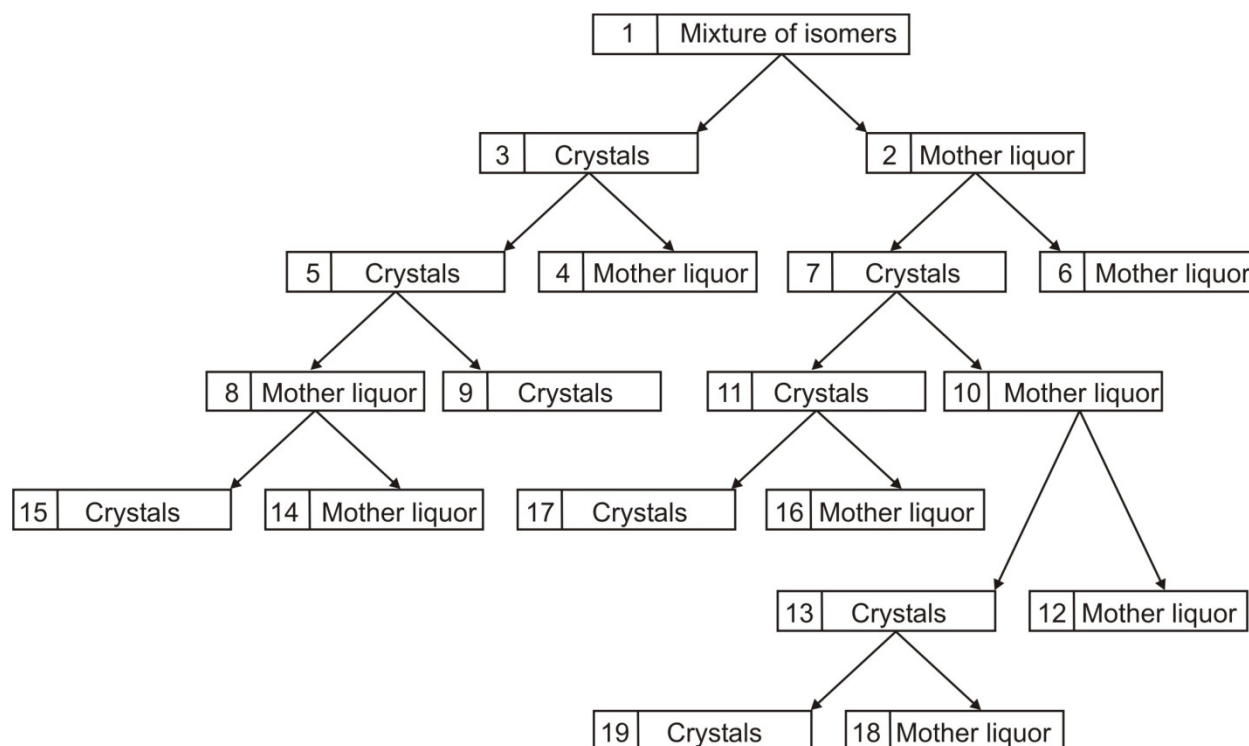 1 Mixture of isomers
3 Crystals
2 Mother liquor
5 Crystals
4 Mother liquor
7 Crystals
6 Mother liquor
8 Mother liquor
9 Crystals
11 Crystals
10 Mother liquor
15 Crystals
14 Mother liquor
17 Crystals
16 Mother liquor
13 Crystals
12 Mother liquor
19 Crystals
18 Mother liquor